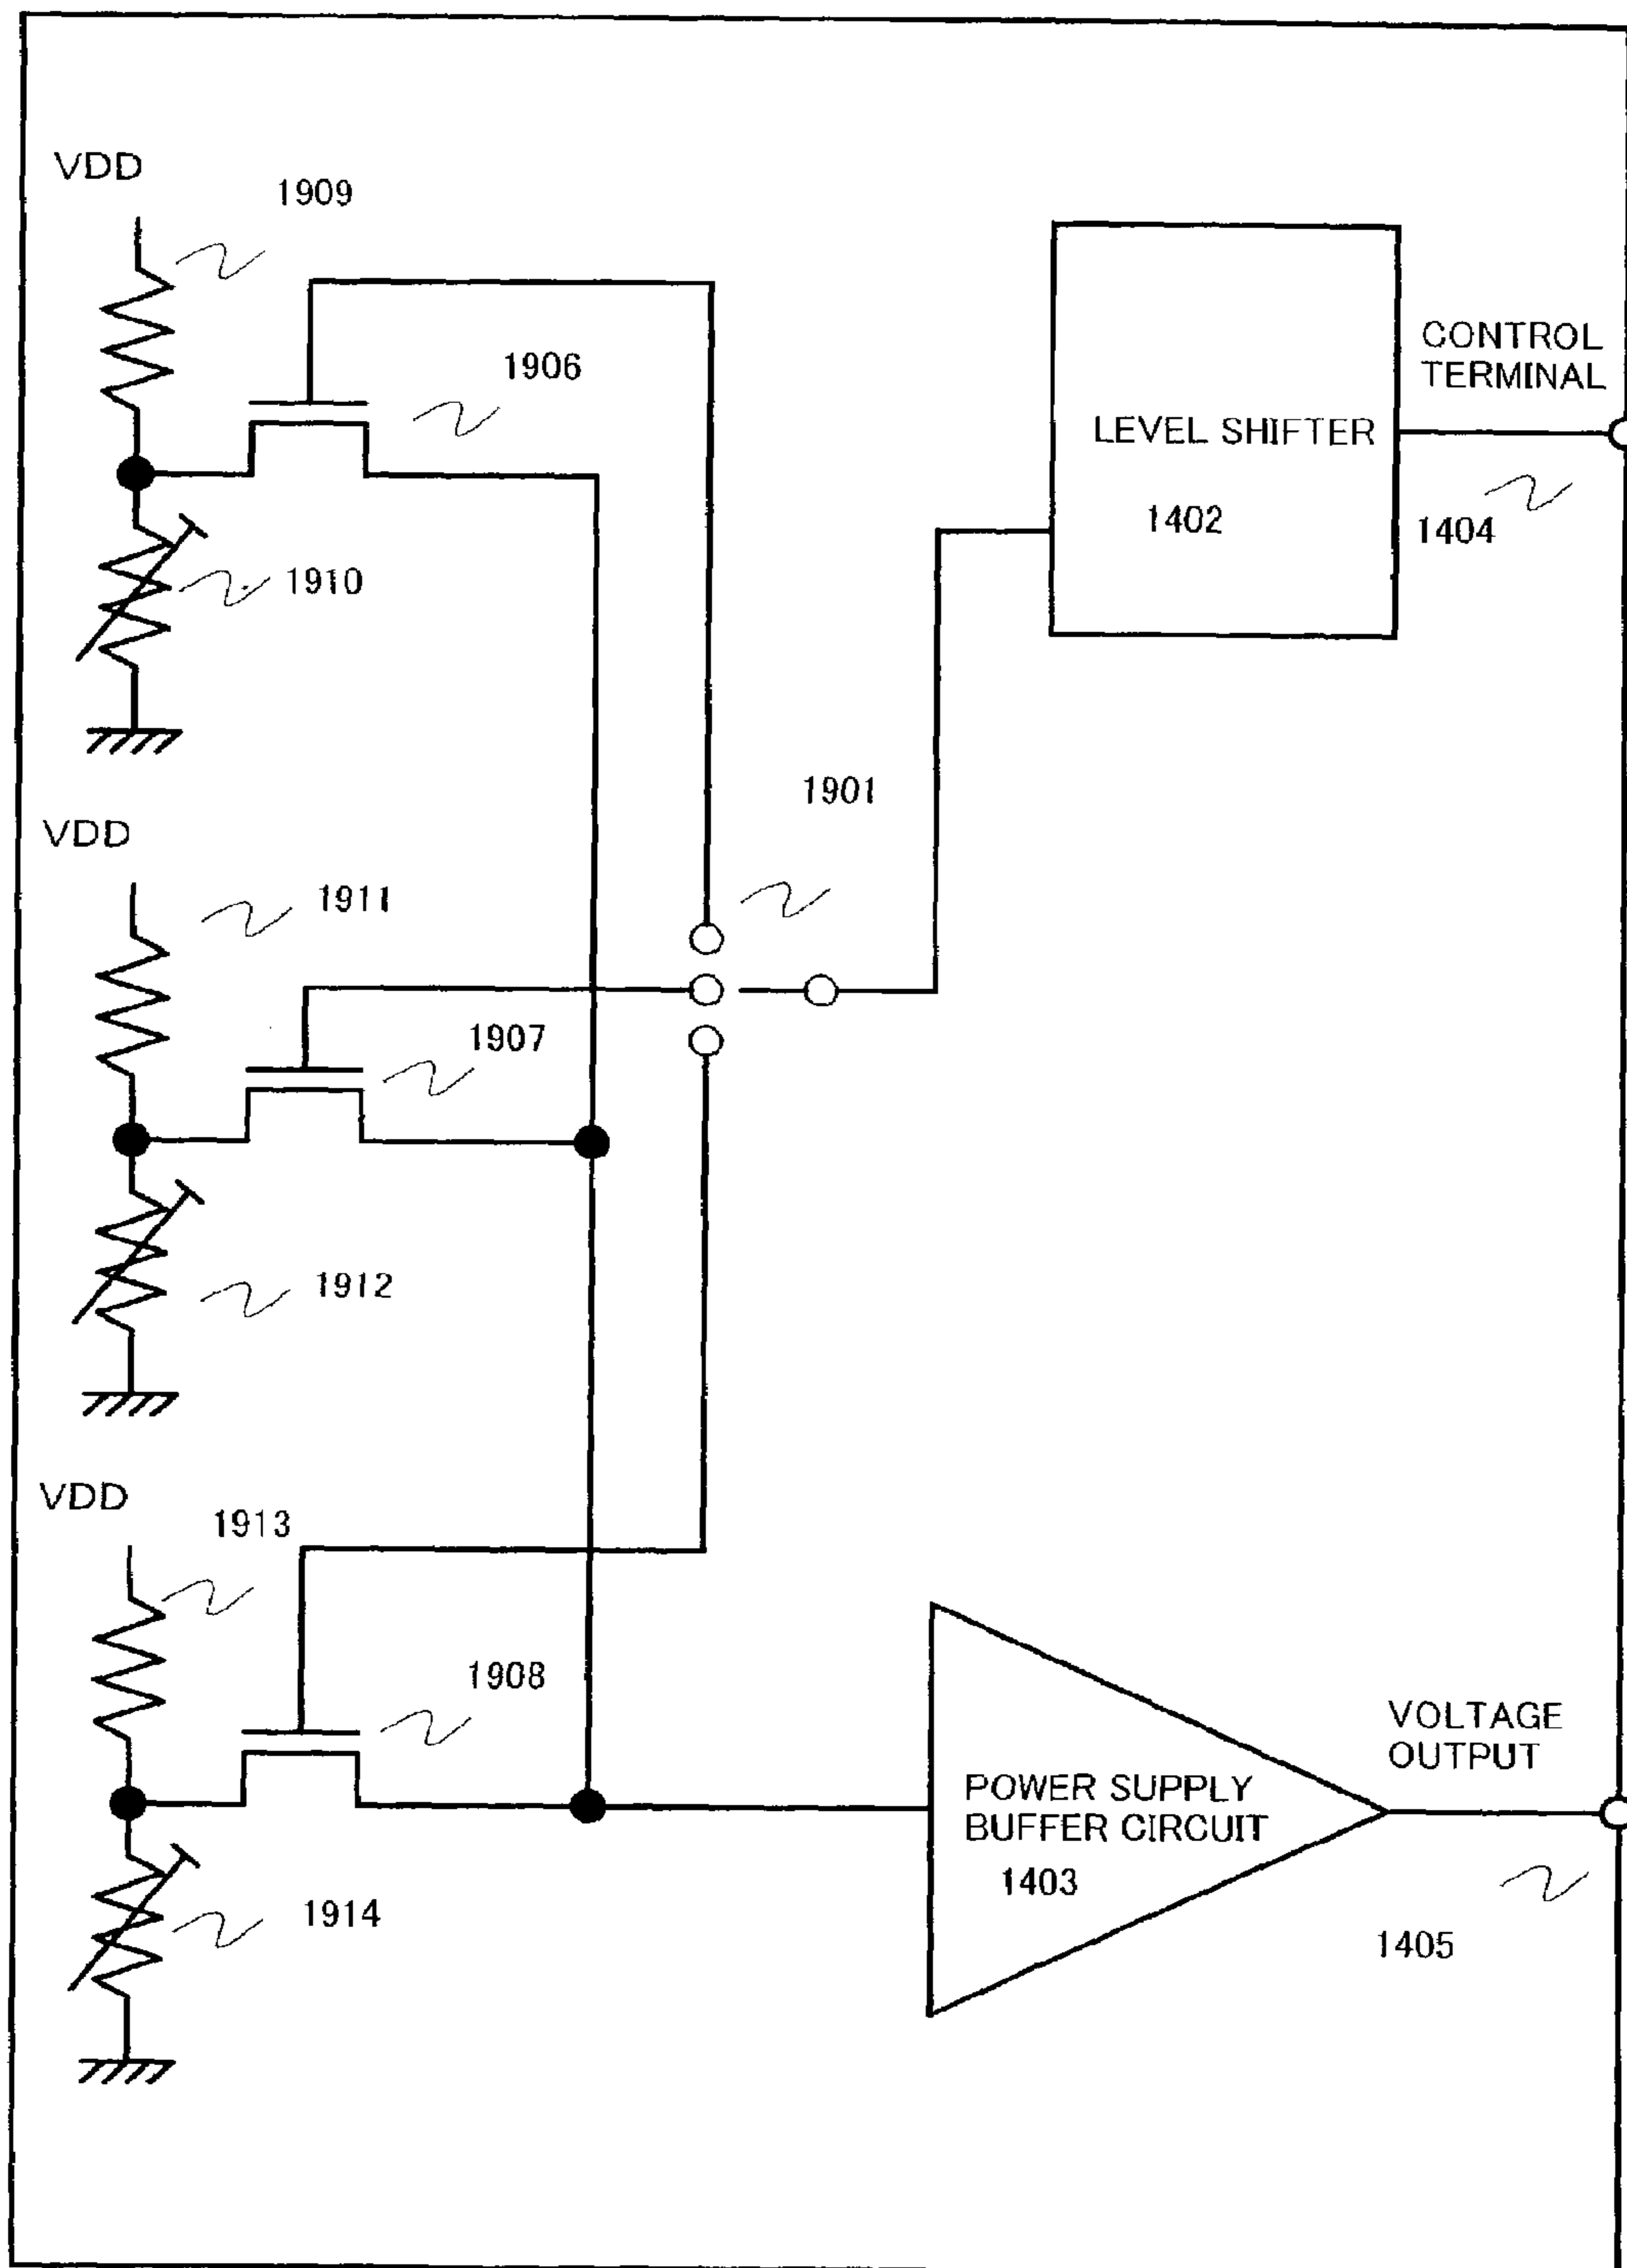 VDD
1909
1906
CONTROL
TERMINAL
LEVEL SHIFTER
1402
1404
1910
1901
VDD
1911
1907
1912
VDD
1913
1908
VOLTAGE
OUTPUT
POWER SUPPLY
BUFFER CIRCUIT
1403
1914
1405